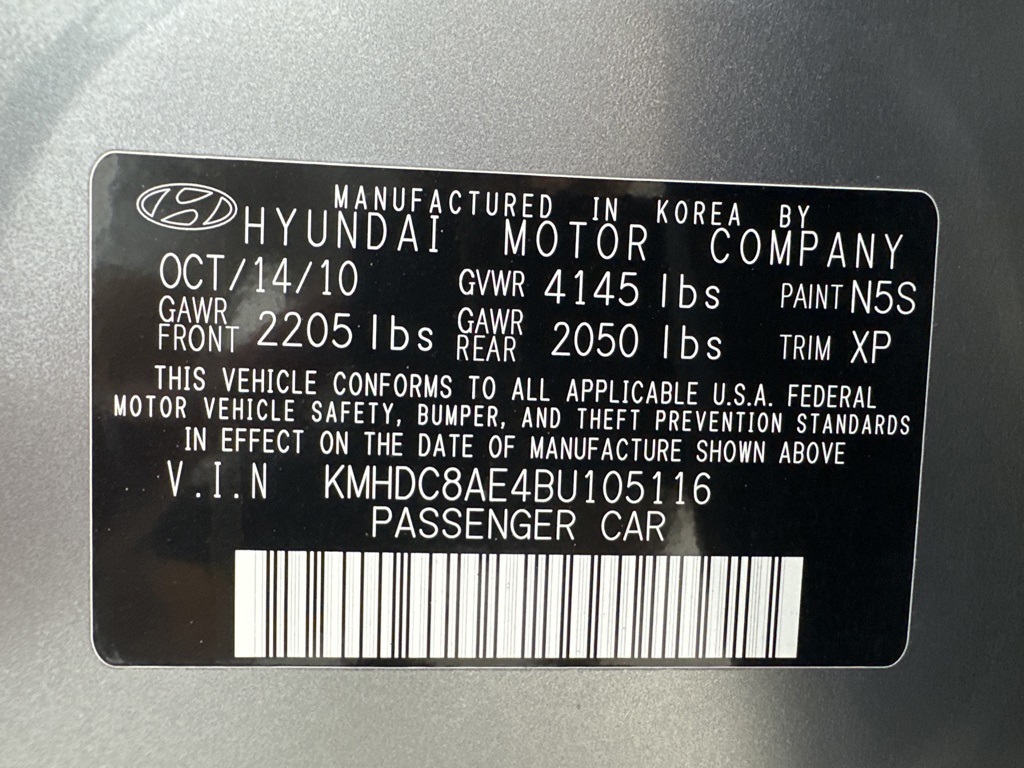 MANUFACTURED IN KOREA BY
HYUNDAI MOTOR COMPANY
OCT/14/10 GVWR 4145 lbs PAINT N5S
GAWR FRONT 2205 lbs GAWR REAR 2050 lbs TRIM XP
THIS VEHICLE CONFORMS TO ALL APPLICABLE U.S.A. FEDERAL
MOTOR VEHICLE SAFETY, BUMPER, AND THEFT PREVENTION STANDARDS
IN EFFECT ON THE DATE OF MANUFACTURE SHOWN ABOVE
V.I.N KMHDC8AE4BU105116
PASSENGER CAR